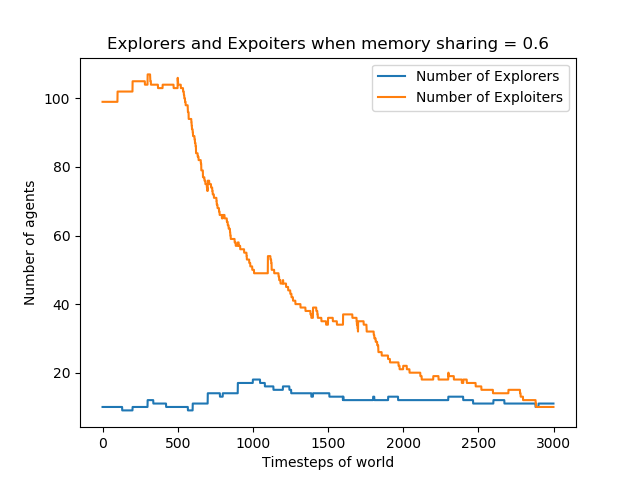 Explorers and Expoiters when memory sharing = 0.6
Number of Explorers
Number of Exploiters
Number of agents
100
80
60
40
20
0 500 1000 1500 2000 2500 3000
Timesteps of world